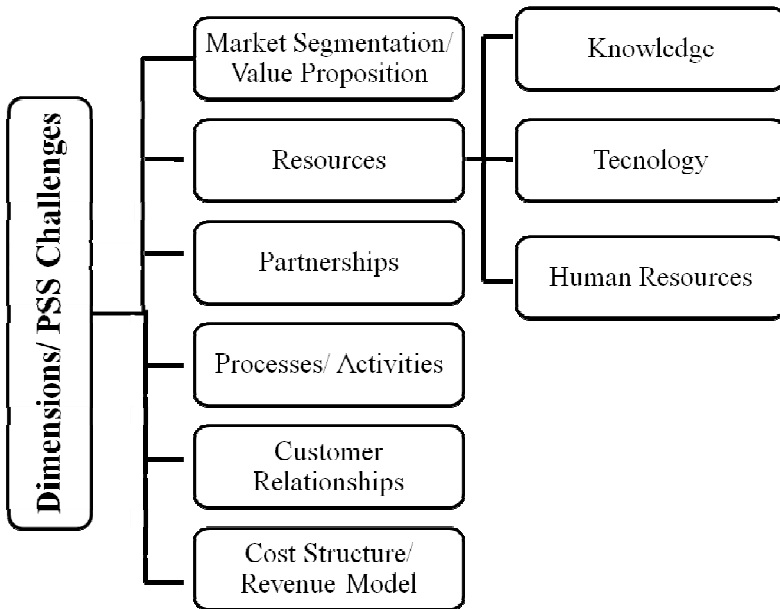 Dimensions/ PSS Challenges
Market Segmentation/
Value Proposition
Resources
Partnerships
Processes/ Activities
Customer
Relationships
Cost Structure/
Revenue Model
Knowledge
Tecnology
Human Resources